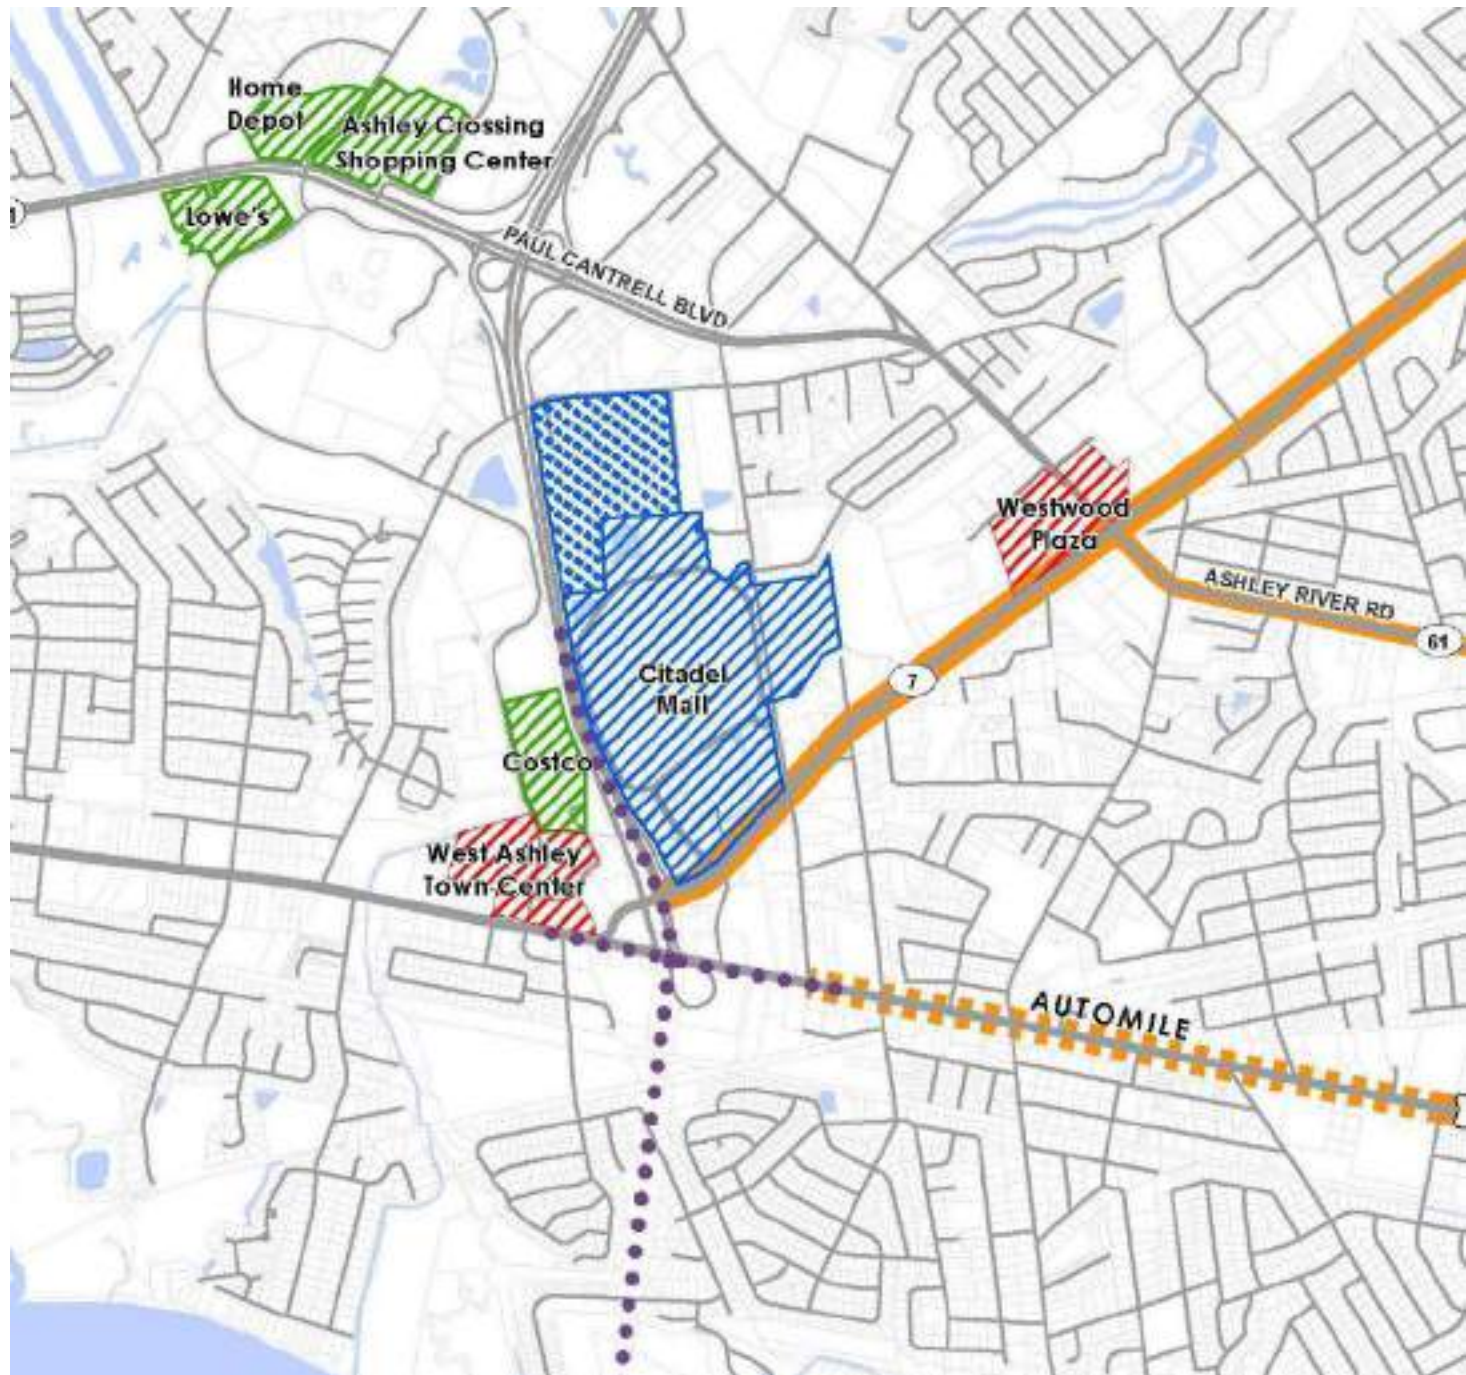 Home
Depot
Ashley Crossing
Shopping Center
Lowe's
PAUL CANTRELL BLVD
Westwood
Plaza
ASHLEY RIVER RD
61
7
Citadel
Mall
Costco
West Ashley
Town Center
AUTOMILE